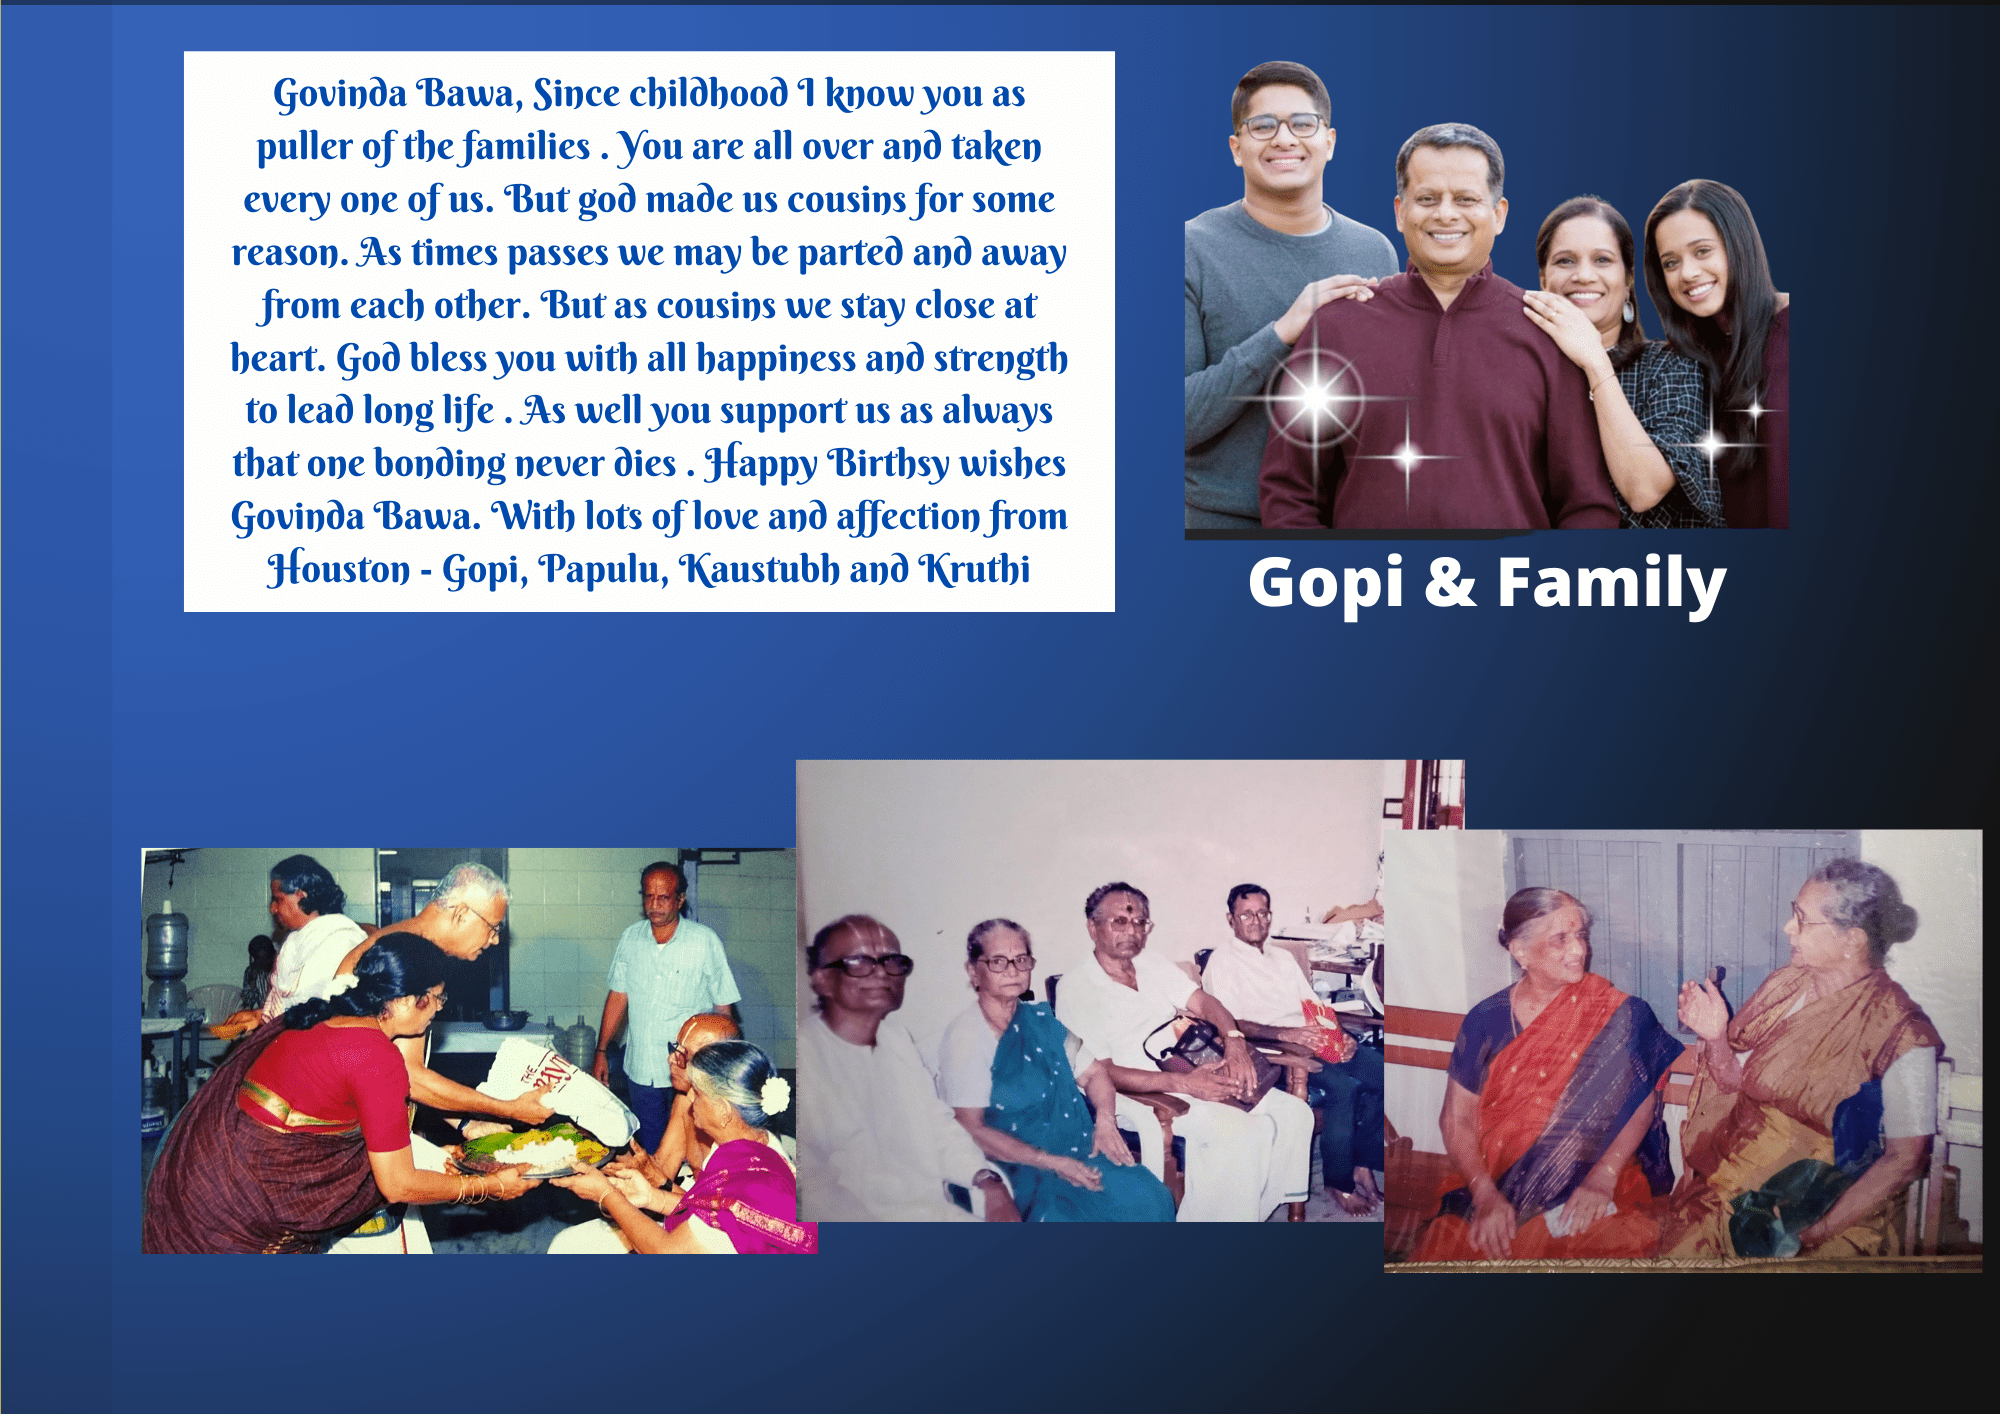 Govinda Bawa, Since childhood I know you as
puller of the families . You are all over and taken
every one of us. But god made us cousins for some
reason. As times passes we may be parted and away
from each other. But as cousins we stay close at
heart. God bless you with all happiness and strength
to lead long life . As well you support us as always
that one bonding never dies . Happy Birthsy wishes
Govinda Bawa. With lots of love and affection from
Houston - Gopi, Papulu, Kaustubh and Kruthi
Gopi & Family
THE